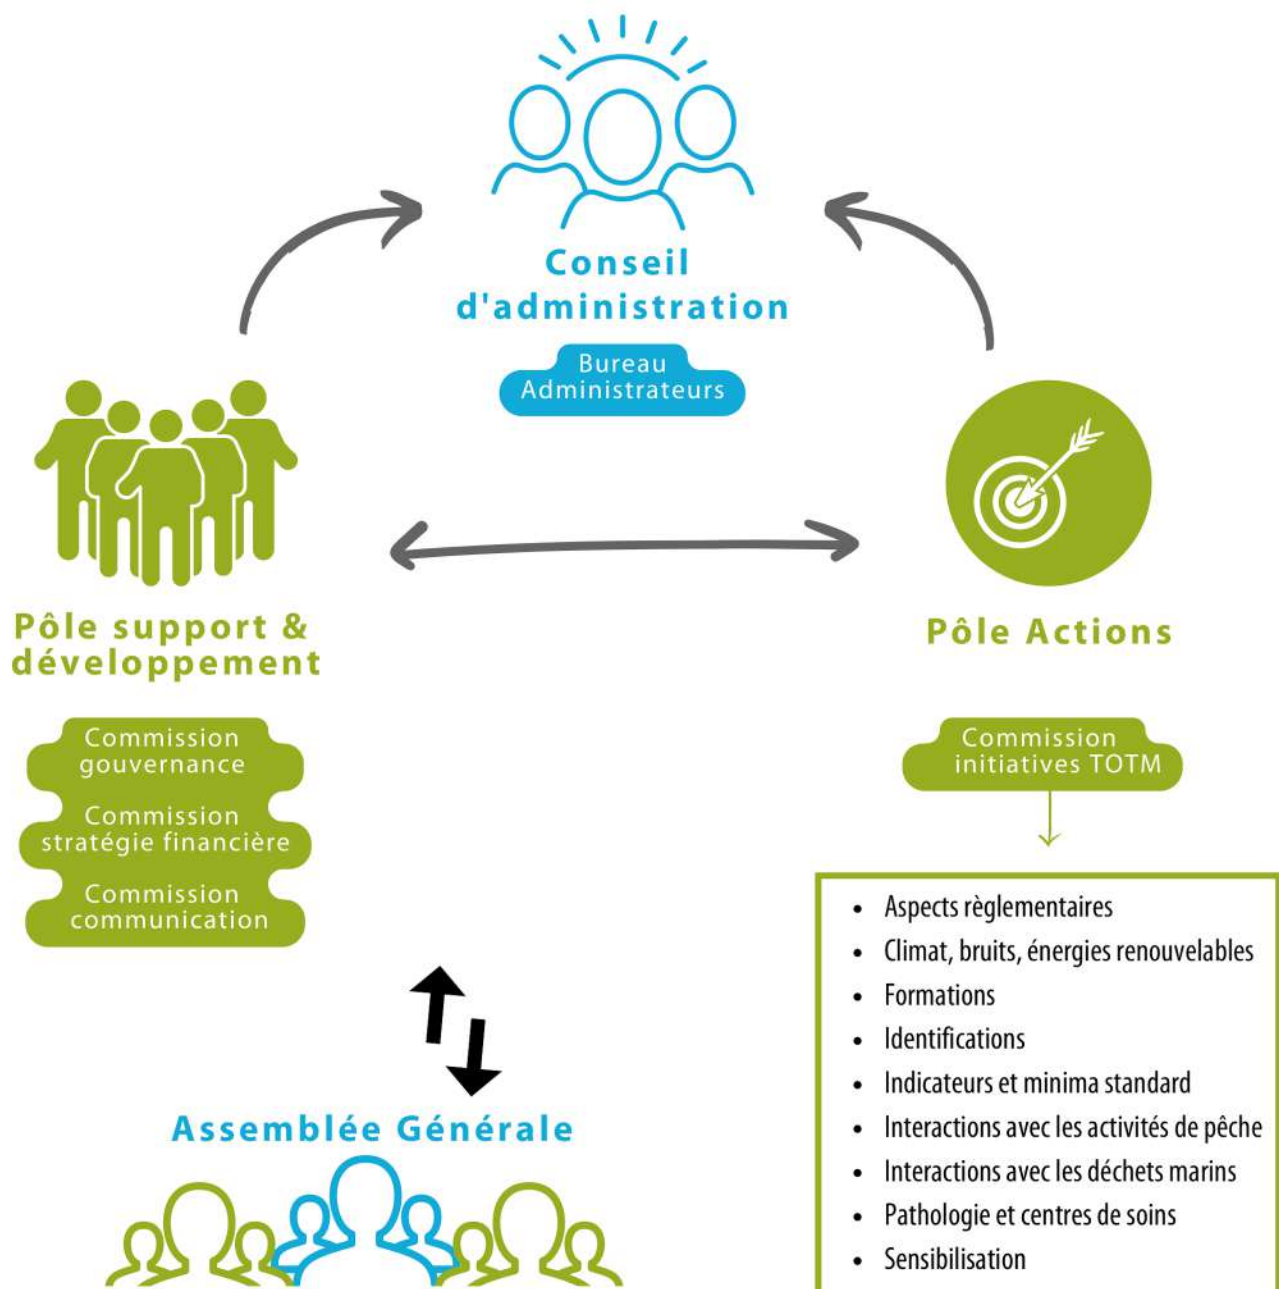 Conseil
d'administration
Bureau
Administrateurs
Pôle support &
développement
Commission
gouvernance
Commission
stratégie financière
Commission
communication
Pôle Actions
Commission
initiatives TOTM
• Aspects règlementaires
• Climat, bruits, énergies renouvelables
• Formations
• Identifications
• Indicateurs et minima standard
• Interactions avec les activités de pêche
• Interactions avec les déchets marins
• Pathologie et centres de soins
• Sensibilisation
Assemblée Générale